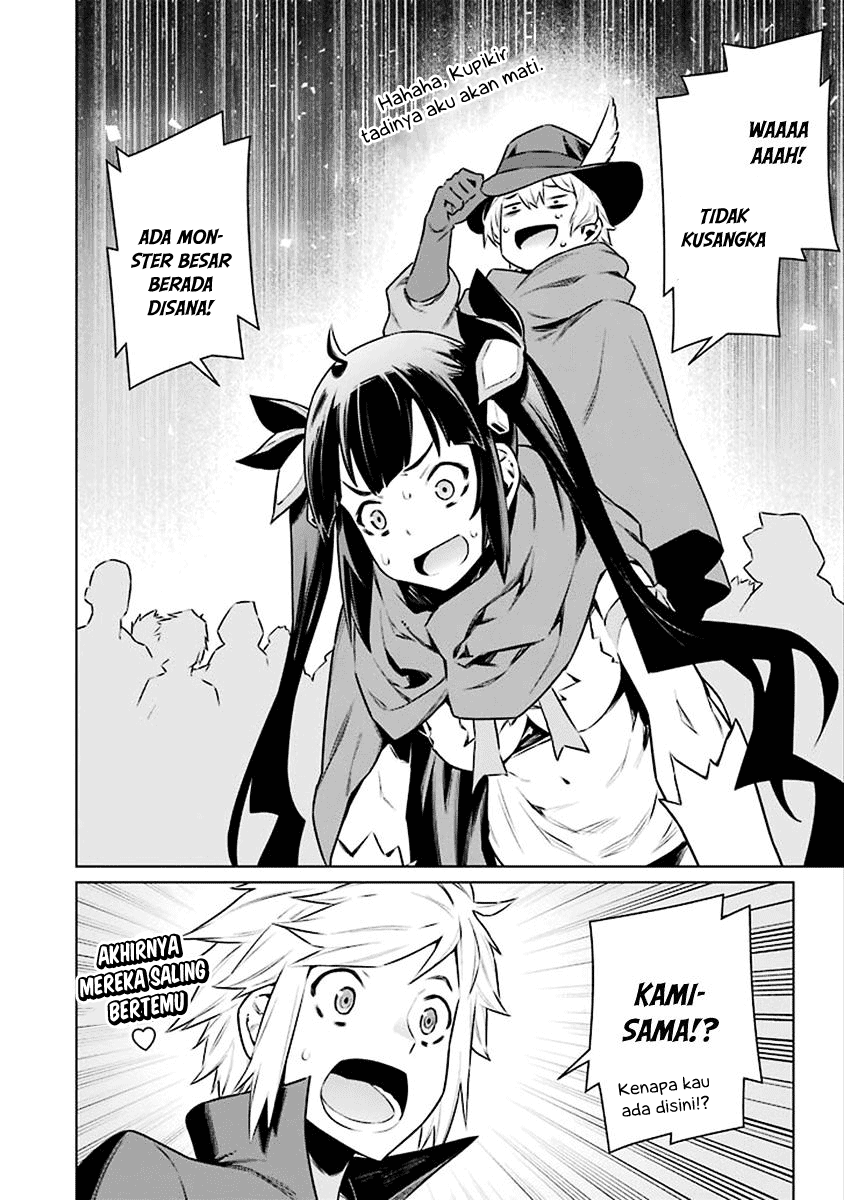 WAAAA
AAAH!
TIDAK
KUSANGKA
Hahaha, Kupikir
tadinya aku akan mati.
ADA MON-
STER BESAR
BERADA
DISANA!
KAMI-
SAMA!?
Kenapa kau
ada disini!?
AKHIRNYA
MEREKA SALING
BERTEMU
♡